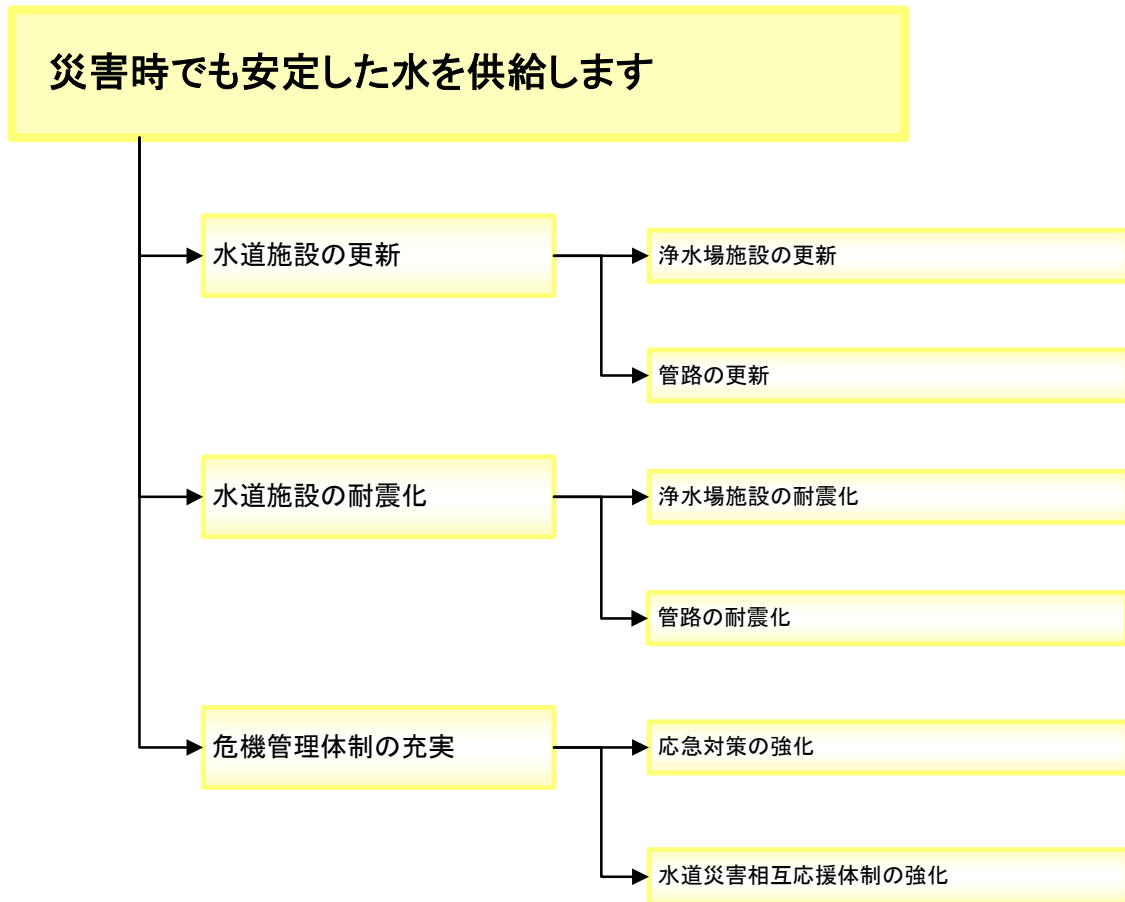 災害時でも安定した水を供給します
水道施設の更新
浄水場施設の更新
管路の更新
水道施設の耐震化
浄水場施設の耐震化
管路の耐震化
危機管理体制の充実
応急対策の強化
水道災害相互応援体制の強化